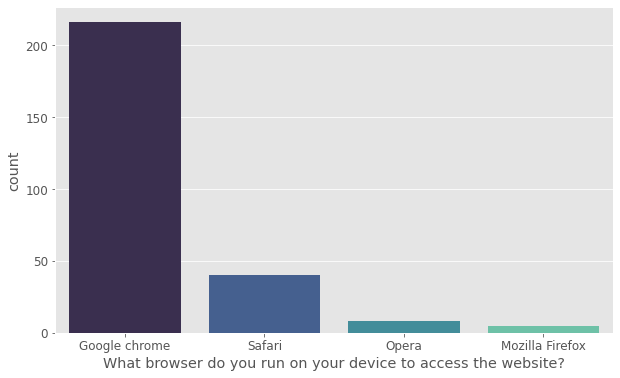 count
200
150
100
50
0
Google chrome Safari Opera Mozilla Firefox
What browser do you run on your device to access the website?